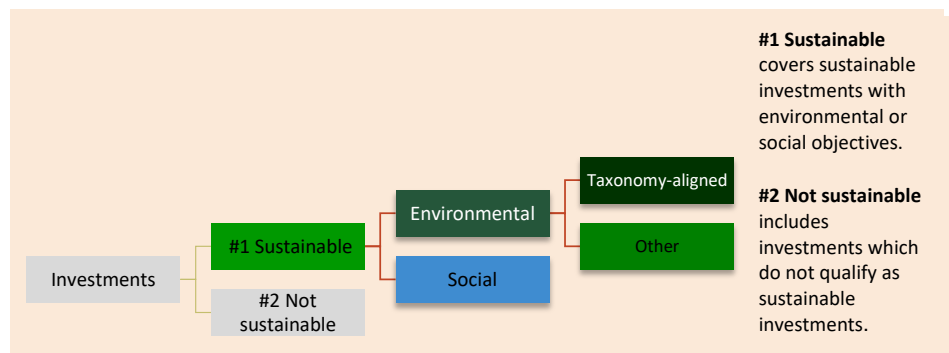 Investments
#1 Sustainable
#2 Not
sustainable
Environmental
Social
Taxonomy-aligned
Other
#1 Sustainable
covers sustainable
investments with
environmental or
social objectives.
#2 Not sustainable
includes
investments which
do not qualify as
sustainable
investments.